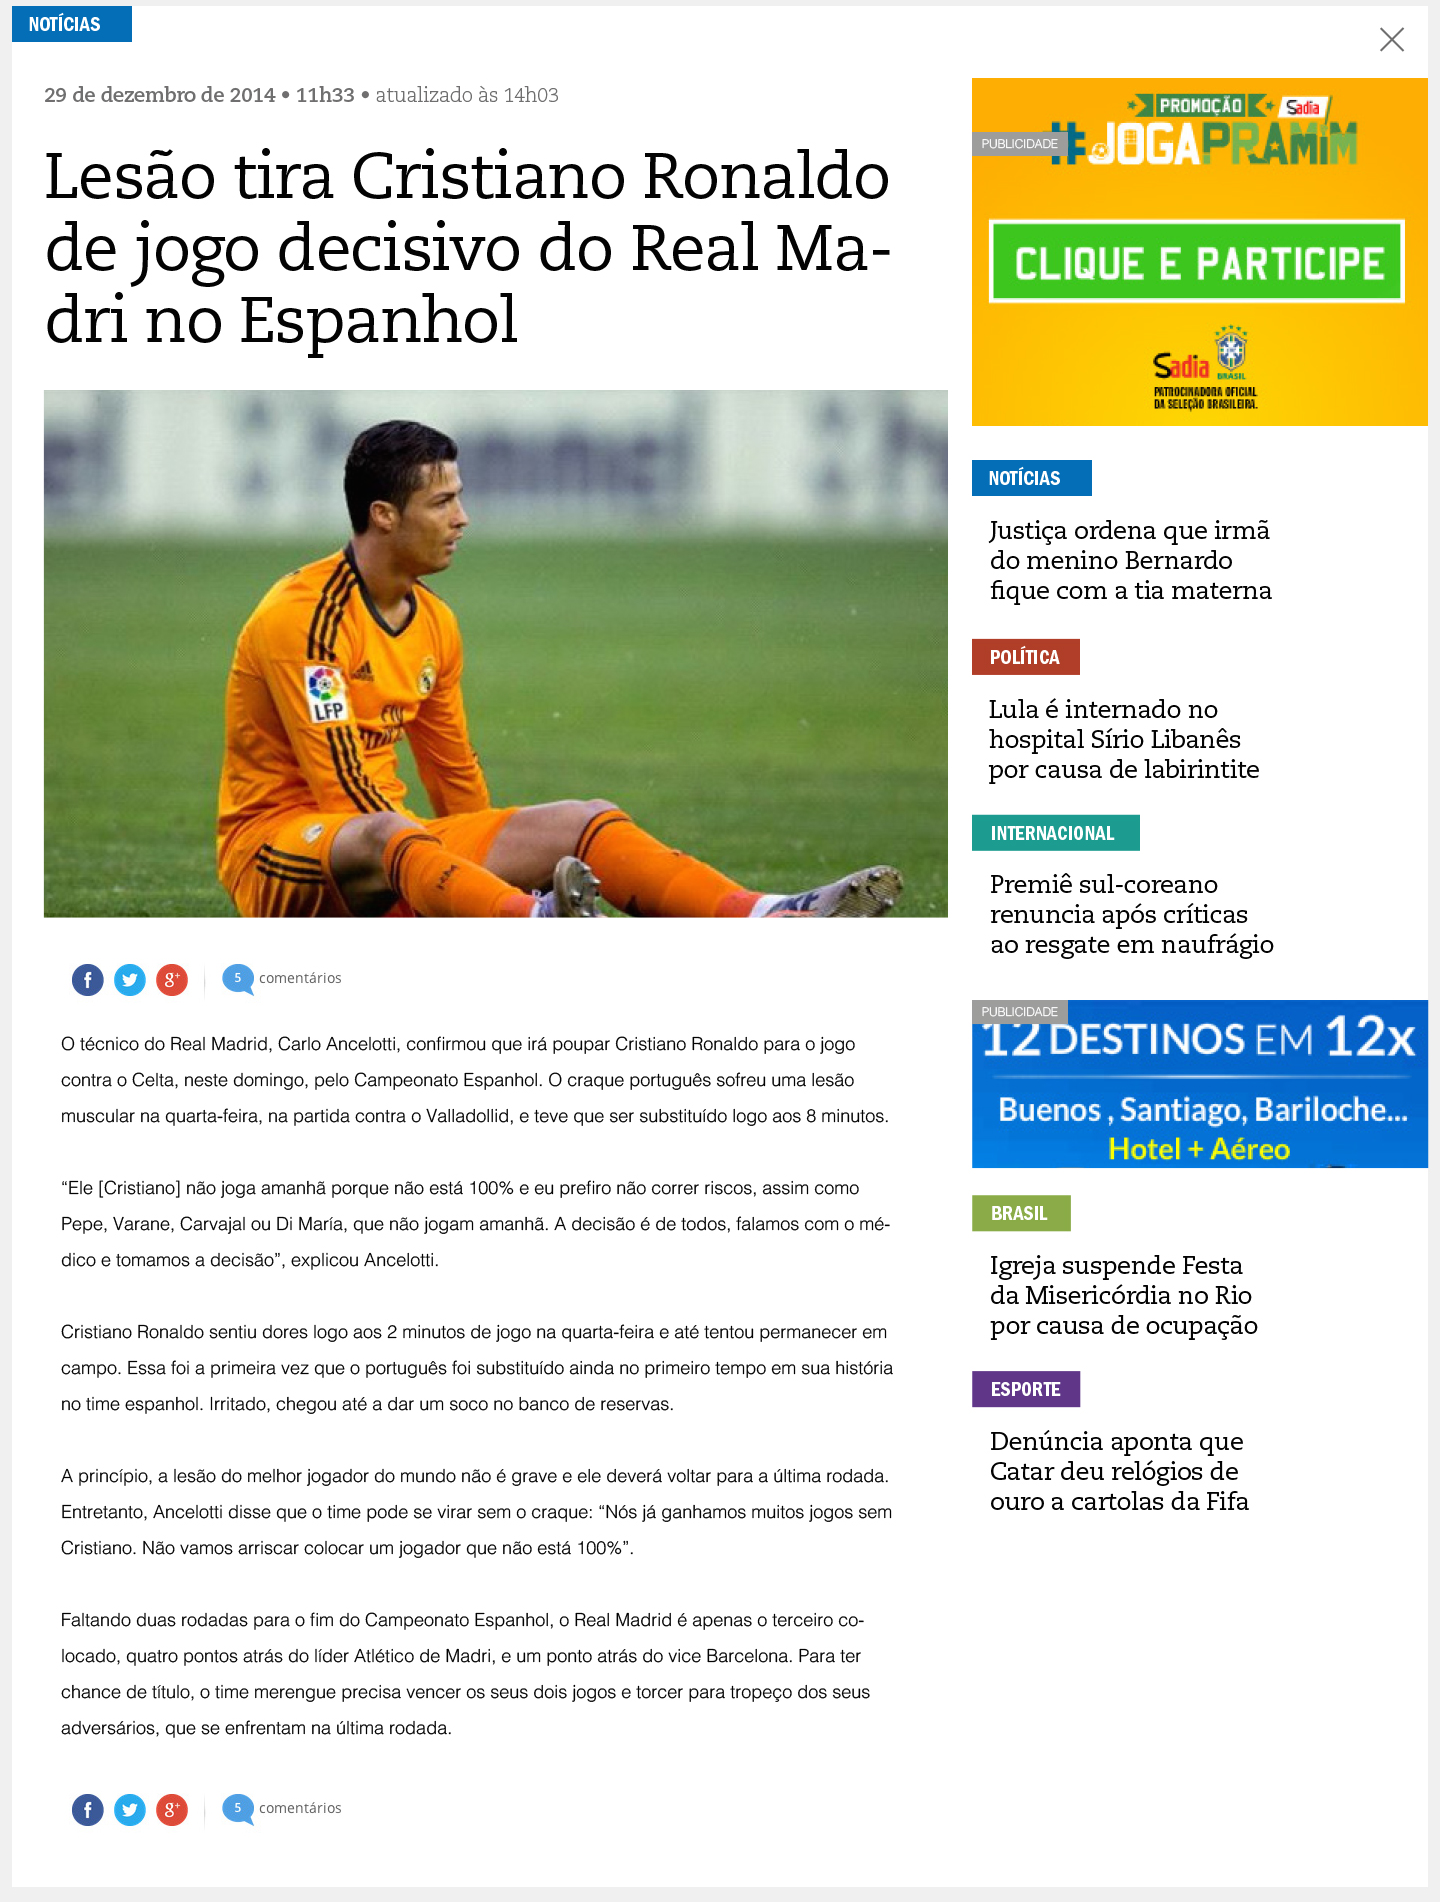 NOTÍCIAS
29 de dezembro de 2014 • 11h33 • atualizado às 14h03
Lesão tira Cristiano Ronaldo
de jogo decisivo do Real Ma-
dri no Espanhol
LFP
Fly
5 comentários
O técnico do Real Madrid, Carlo Ancelotti, confirmou que irá poupar Cristiano Ronaldo para o jogo
contra o Celta, neste domingo, pelo Campeonato Espanhol. O craque português sofreu uma lesão
muscular na quarta-feira, na partida contra o Valladollid, e teve que ser substituído logo aos 8 minutos.
“Ele [Cristiano] não joga amanhã porque não está 100% e eu prefiro não correr riscos, assim como
Pepe, Varane, Carvajal ou Di María, que não jogam amanhã. A decisão é de todos, falamos com o mé-
dico e tomamos a decisão”, explicou Ancelotti.
Cristiano Ronaldo sentiu dores logo aos 2 minutos de jogo na quarta-feira e até tentou permanecer em
campo. Essa foi a primeira vez que o português foi substituído ainda no primeiro tempo em sua história
no time espanhol. Irritado, chegou até a dar um soco no banco de reservas.
A princípio, a lesão do melhor jogador do mundo não é grave e ele deverá voltar para a última rodada.
Entretanto, Ancelotti disse que o time pode se virar sem o craque: “Nós já ganhamos muitos jogos sem
Cristiano. Não vamos arriscar colocar um jogador que não está 100%”.
Faltando duas rodadas para o fim do Campeonato Espanhol, o Real Madrid é apenas o terceiro co-
locado, quatro pontos atrás do líder Atlético de Madri, e um ponto atrás do vice Barcelona. Para ter
chance de título, o time merengue precisa vencer os seus dois jogos e torcer para tropeço dos seus
adversários, que se enfrentam na última rodada.
5 comentários
PROMOÇÃO Sadia
PUBLICIDADE
#JOGAPRAMIM
CLIQUE E PARTICIPE
Sadia
BRASIL
PATROCINADORA OFICIAL
DA SELEÇÃO BRASILEIRA.
NOTÍCIAS
Justiça ordena que irmã
do menino Bernardo
fique com a tia materna
POLÍTICA
Lula é internado no
hospital Sírio Libanês
por causa de labirintite
INTERNACIONAL
Premiê sul-coreano
renuncia após críticas
ao resgate em naufrágio
PUBLICIDADE
12 DESTINOS EM 12x
Buenos , Santiago, Bariloche...
Hotel + Aéreo
BRASIL
Igreja suspende Festa
da Misericórdia no Rio
por causa de ocupação
ESPORTE
Denúncia aponta que
Catar deu relógios de
ouro a cartolas da Fifa